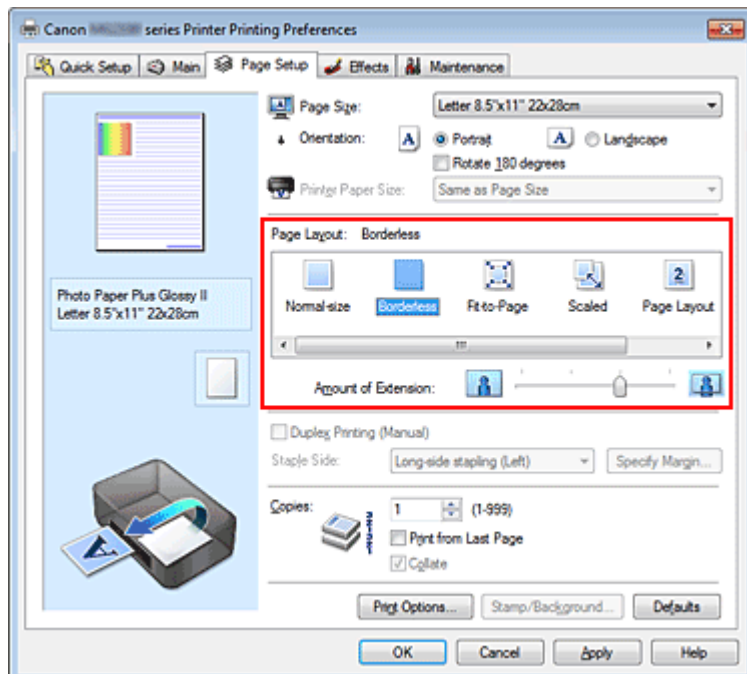 Canon series Printer Printing Preferences
Quick Setup Main Page Setup Effects Maintenance
Page Size: Letter 8.5"x11" 22x28cm
Orientation: A Portrait A Landscape
Rotate 180 degrees
Printer Paper Size: Same as Page Size
Page Layout: Borderless
Normal-size Borderless Fit-to-Page Scaled 2 Page Layout
Photo Paper Plus Glossy II
Letter 8.5"x11" 22x28cm
Amount of Extension:
Duplex Printing (Manual)
Staple Side: Long-side stapling (Left) Specify Margin...
Copies: 1 (1-999)
Print from Last Page
Collate
A
Print Options... Stamp/Background... Defaults
OK Cancel Apply Help